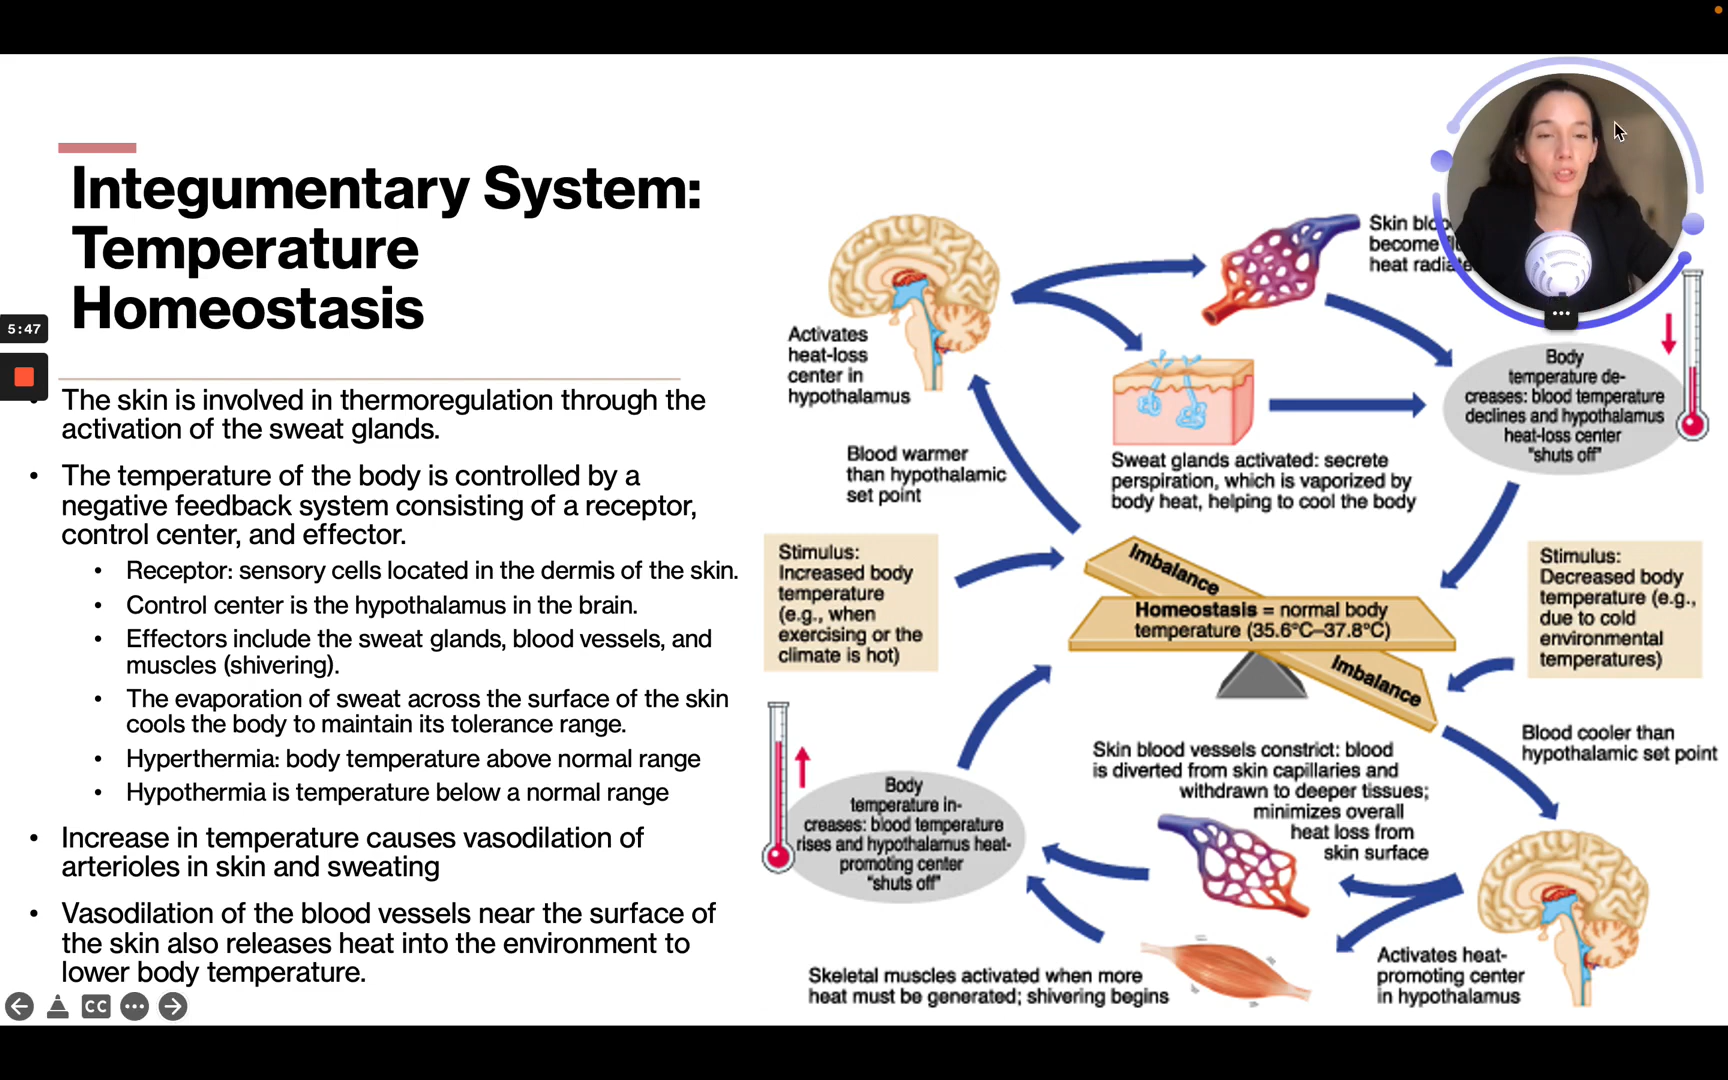 Integumentary System:
Temperature
Homeostasis
5:47
The skin is involved in thermoregulation through the
activation of the sweat glands.
• The temperature of the body is controlled by a
negative feedback system consisting of a receptor,
control center, and effector.
• Receptor: sensory cells located in the dermis of the skin.
• Control center is the hypothalamus in the brain.
• Effectors include the sweat glands, blood vessels, and
muscles (shivering).
• The evaporation of sweat across the surface of the skin
cools the body to maintain its tolerance range.
• Hyperthermia: body temperature above normal range
• Hypothermia is temperature below a normal range
• Increase in temperature causes vasodilation of
arterioles in skin and sweating
• Vasodilation of the blood vessels near the surface of
the skin also releases heat into the environment to
lower body temperature.
CC
Activates
heat-loss
center in
hypothalamus
Skin
become
heat
Blood warmer
than hypothalamic
set point
Sweat glands activated: secrete
perspiration, which is vaporized by
body heat, helping to cool the body
Body
temperature de-
creases: blood temperature
declines and hypothalamus
heat-loss center
"shuts off"
Stimulus:
Increased body
temperature
(e.g., when
exercising or the
climate is hot)
Imbalance
Homeostasis = normal body
temperature (35.6°C–37.8°C)
Imbalance
Stimulus:
Decreased body
temperature (e.g.,
due to cold
environmental
temperatures)
Blood cooler than
hypothalamic set point
Skin blood vessels constrict: blood
is diverted from skin capillaries and
withdrawn to deeper tissues;
minimizes overall
heat loss from
skin surface
Body
temperature in-
creases: blood temperature
rises and hypothalamus heat-
promoting center
"shuts off"
Skeletal muscles activated when more
heat must be generated; shivering begins
Activates heat-
promoting center
in hypothalamus